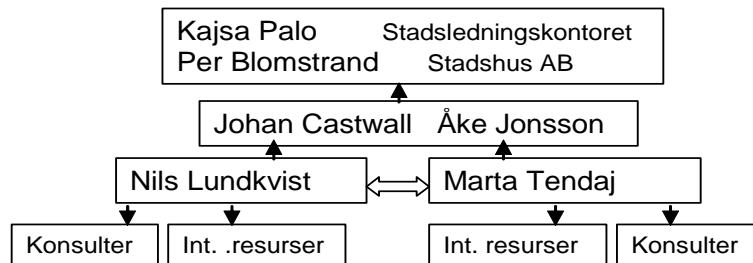 Kajsa Palo Stadsledningskontoret
Per Blomstrand Stadshus AB
Johan Castwall Åke Jonsson
Nils Lundkvist Marta Tendaj
Konsulter Int. .resurser Int. resurser Konsulter